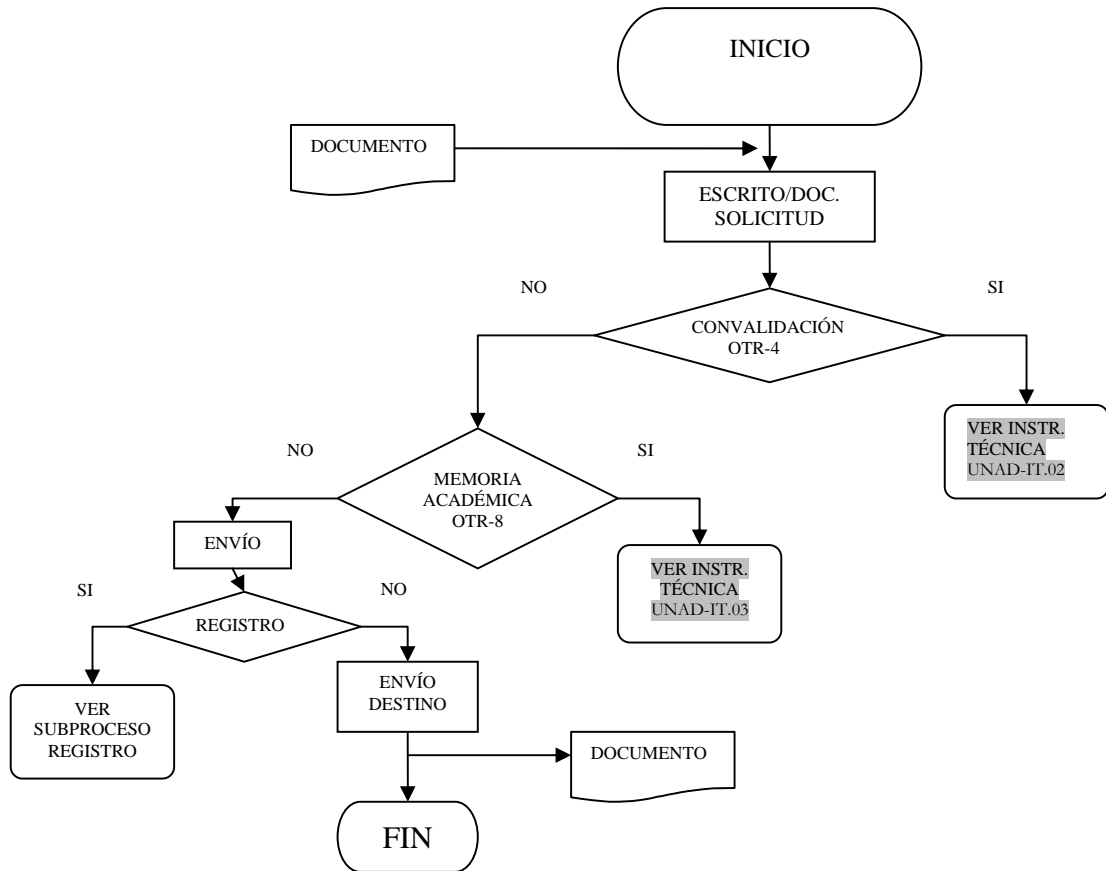 INICIO
DOCUMENTO
ESCRITO/DOC.
SOLICITUD
NO
SI
CONVALIDACIÓN
OTR-4
VER INSTR.
TÉCNICA
UNAD-IT.02
NO
SI
MEMORIA
ACADÉMICA
OTR-8
ENVÍO
VER INSTR.
TÉCNICA
UNAD-IT.03
SI
NO
REGISTRO
ENVÍO
DESTINO
VER
SUBPROCESO
REGISTRO
DOCUMENTO
FIN